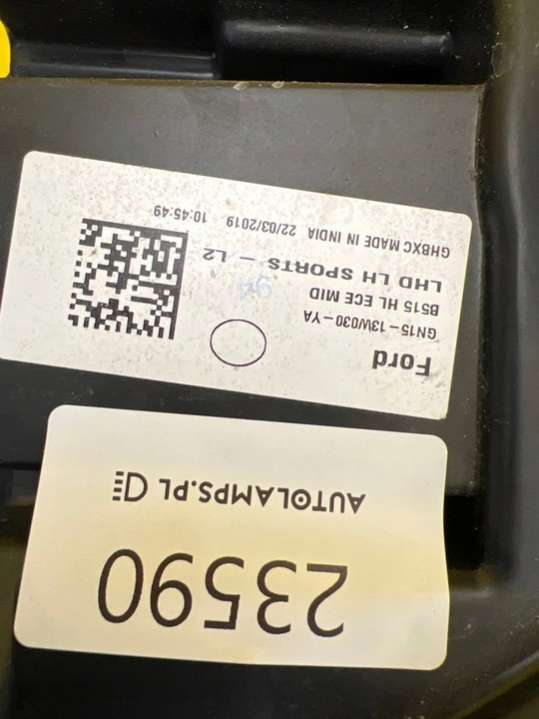 Ford
GN15-13W030-YA
B515 HL ECE MID
LHD LH SPORTS - L2
GHBXC MADE IN INDIA 22/03/2019 10:45:49
AUTOLAMPS.PL
23590